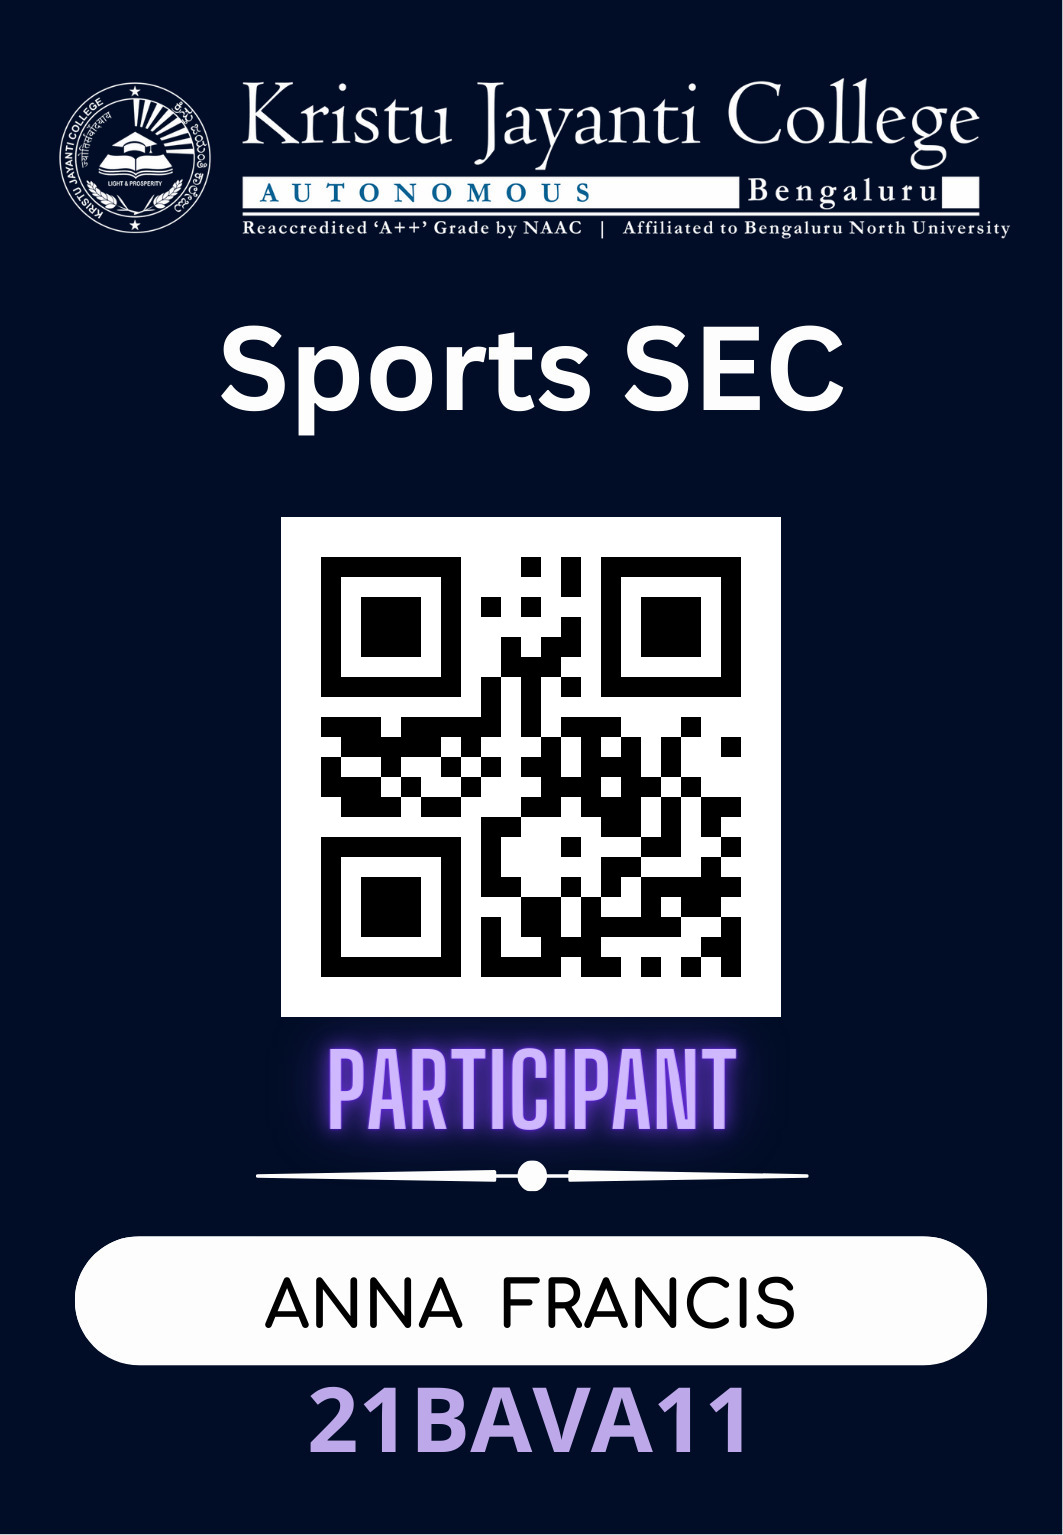 KRISTU JAYANTI COLLEGE
ಕ್ರಿಸ್ತು ಜಯಂತಿ ಕಾಲೇಜು
LIGHT & PROSPERITY
Kristu Jayanti College
AUTONOMOUS Bengaluru
Reaccredited ‘A++’ Grade by NAAC | Affiliated to Bengaluru North University
Sports SEC
PARTICIPANT
ANNA FRANCIS
21BAVA11